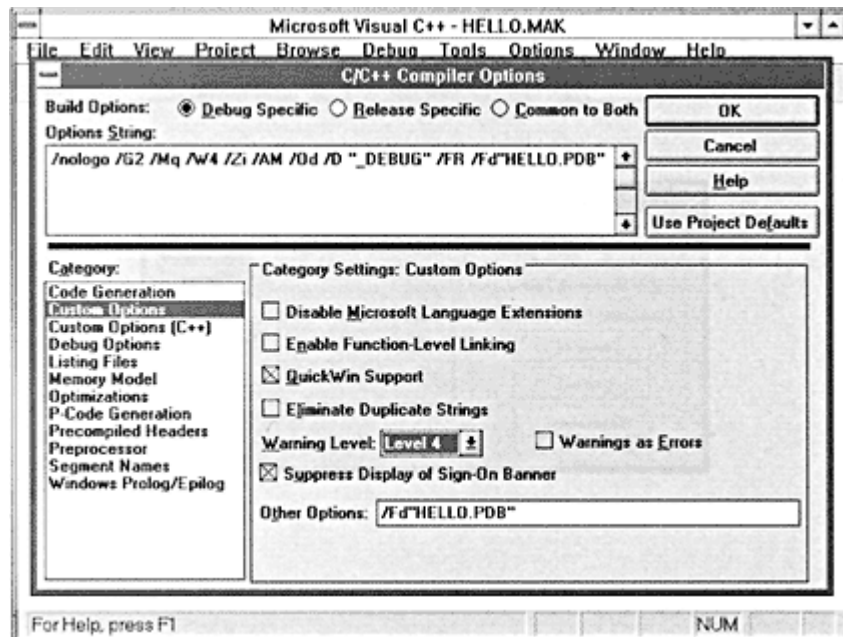 Microsoft Visual C++ - HELLO.MAK
File Edit View Project Browse Debug Tools Options Window Help
C/C++ Compiler Options
Build Options: Debug Specific Release Specific Common to Both
OK
Options String:
Cancel
/nologo /G2 /Mq /W4 /Zi /AM /Od /D "_DEBUG" /FR /Fd"HELLO.PDB"
Help
Use Project Defaults
Category:
Category Settings: Custom Options
Code Generation
Custom Options
Custom Options (C++)
Debug Options
Listing Files
Memory Model
Optimizations
P-Code Generation
Precompiled Headers
Preprocessor
Segment Names
Windows Prolog/Epilog
Disable Microsoft Language Extensions
Enable Function-Level Linking
QuickWin Support
Eliminate Duplicate Strings
Warning Level: Level 4 Warnings as Errors
Suppress Display of Sign-On Banner
Other Options: /Fd"HELLO.PDB"
For Help, press F1
NUM